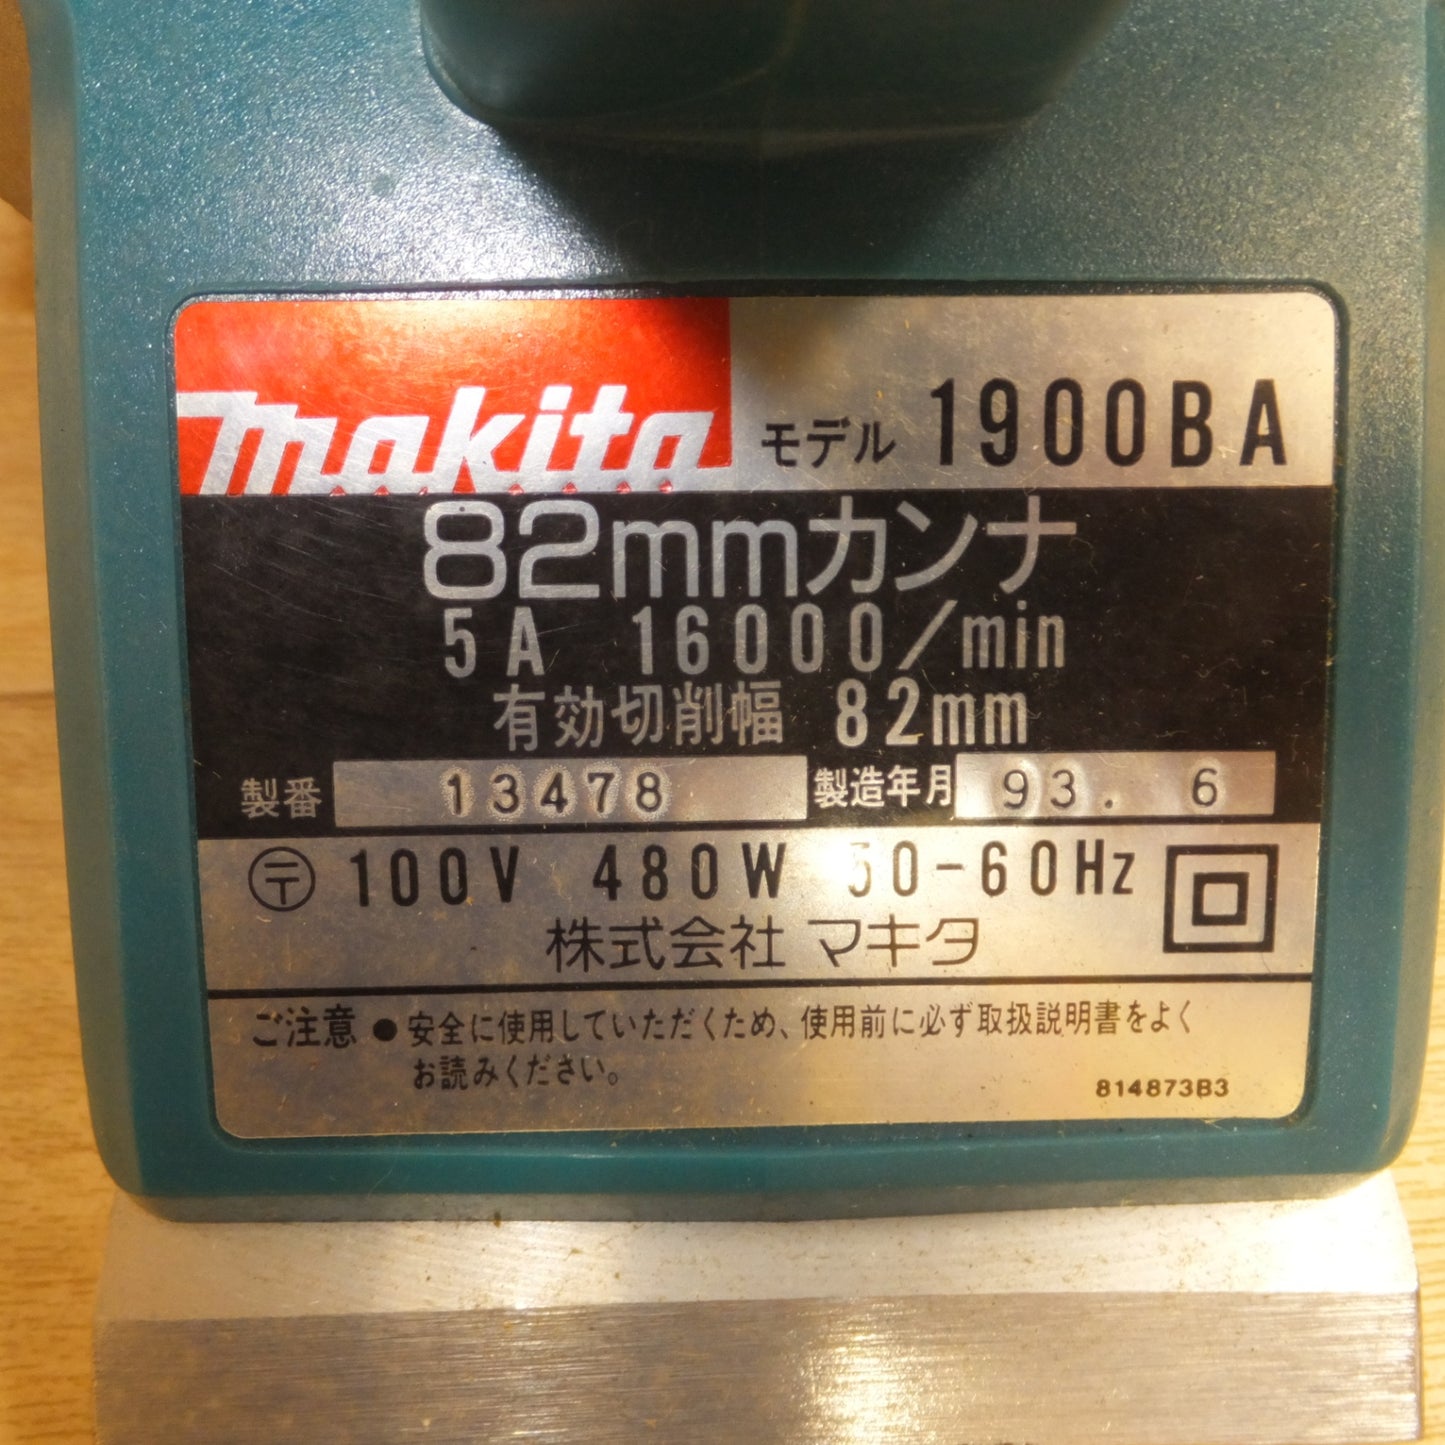 makita モデル 1900BA
82mmカンナ
5A 16000/min
有効切削幅 82mm
製番 13478 製造年月 93. 6
〒 100V 480W 50-60Hz
株式会社 マキタ
ご注意 ● 安全に使用していただくため、使用前に必ず取扱説明書をよく
お読みください。
814873B3